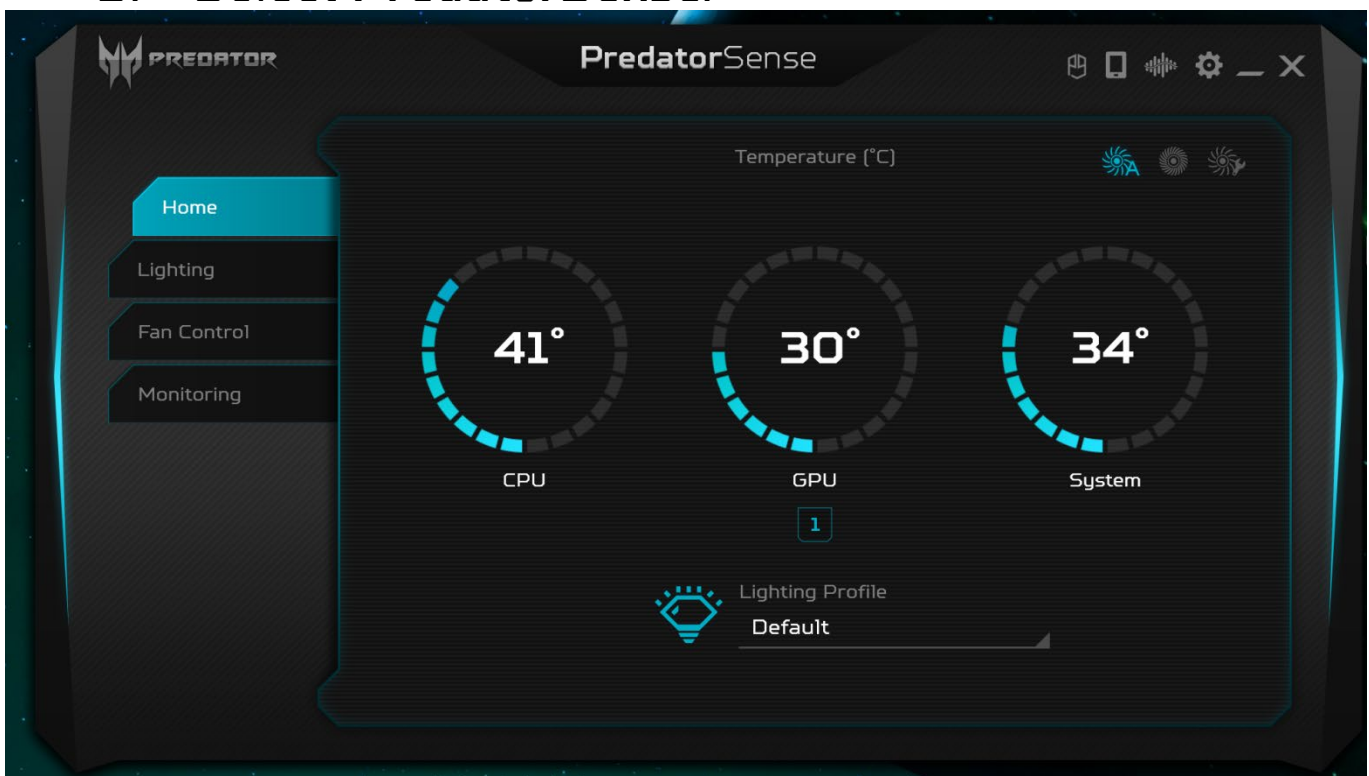 PREDATOR
PredatorSense
Temperature (°C)
A
Home
Lighting
Fan Control
Monitoring
41°
30°
34°
CPU
GPU
System
1
Lighting Profile
Default